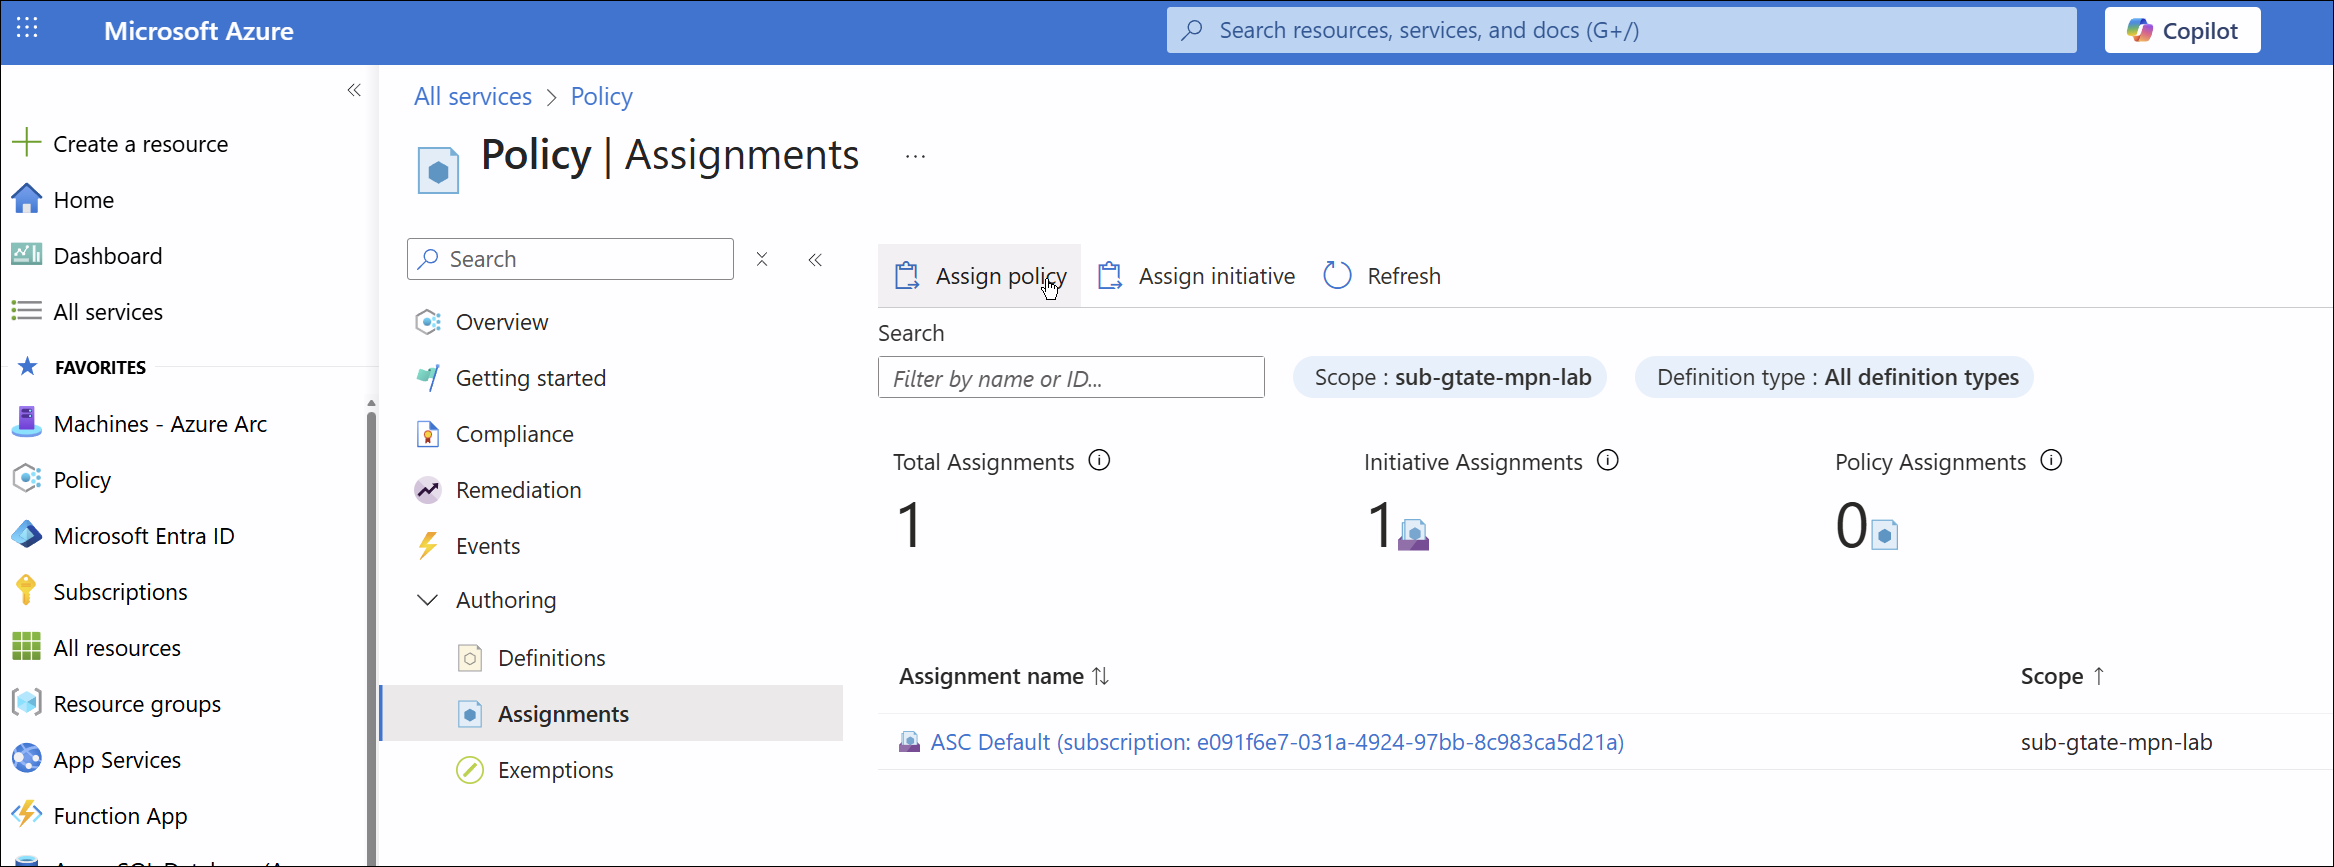 Microsoft Azure
Search resources, services, and docs (G+/)
Copilot
All services > Policy
Policy | Assignments ...
Create a resource
Home
Dashboard
All services
FAVORITES
Machines - Azure Arc
Policy
Microsoft Entra ID
Subscriptions
All resources
Resource groups
App Services
Function App
Search
Overview
Getting started
Compliance
Remediation
Events
Authoring
Definitions
Assignments
Exemptions
Assign policy
Assign initiative
Refresh
Search
Filter by name or ID...
Scope : sub-gtate-mpn-lab
Definition type : All definition types
Total Assignments
1
Initiative Assignments
1
Policy Assignments
0
Assignment name
Scope
ASC Default (subscription: e091f6e7-031a-4924-97bb-8c983ca5d21a)
sub-gtate-mpn-lab